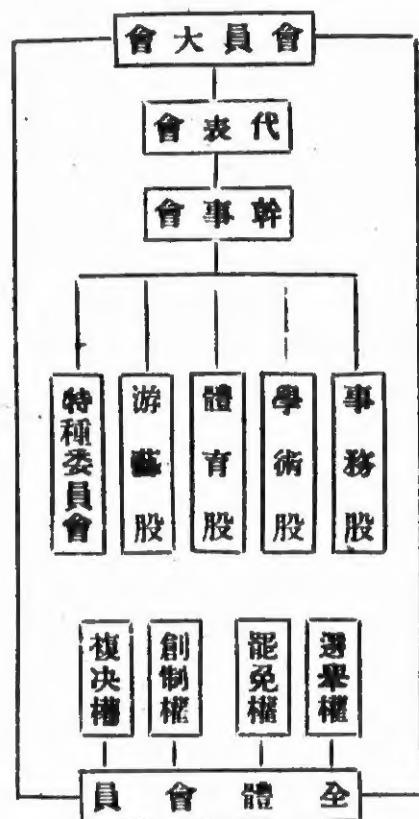 會員大會
代表會
幹事會
事務股
學術股
體育股
游藝股
特種委員會
選舉權
罷免權
創制權
複決權
全體會員